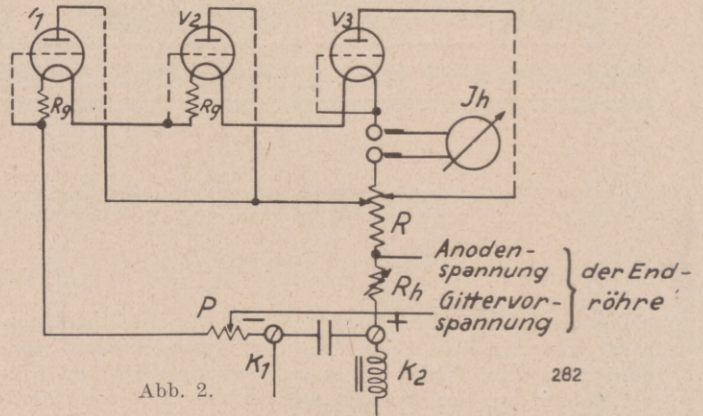 V1
V2
V3
Rg
Rg
Jh
R
Anoden-
spannung
der End-
röhre
Rh
Gittervor-
spannung
P
−
+
K1
K2
Abb. 2.
282